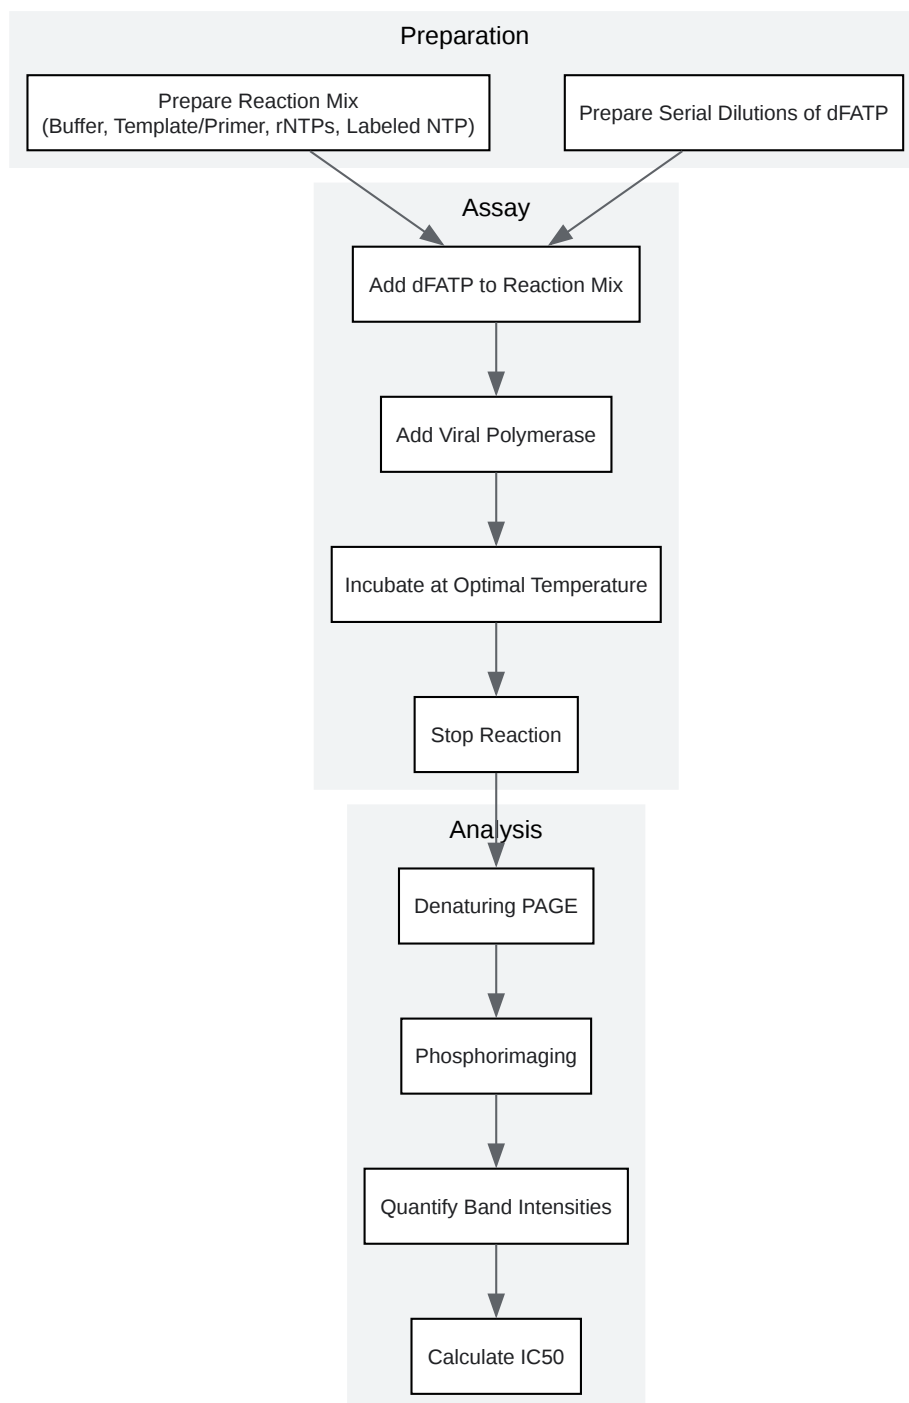 Preparation
Prepare Reaction Mix
(Buffer, Template/Primer, rNTPs, Labeled NTP)
Prepare Serial Dilutions of dFATP
Assay
Add dFATP to Reaction Mix
Add Viral Polymerase
Incubate at Optimal Temperature
Stop Reaction
Analysis
Denaturing PAGE
Phosphorimaging
Quantify Band Intensities
Calculate IC50